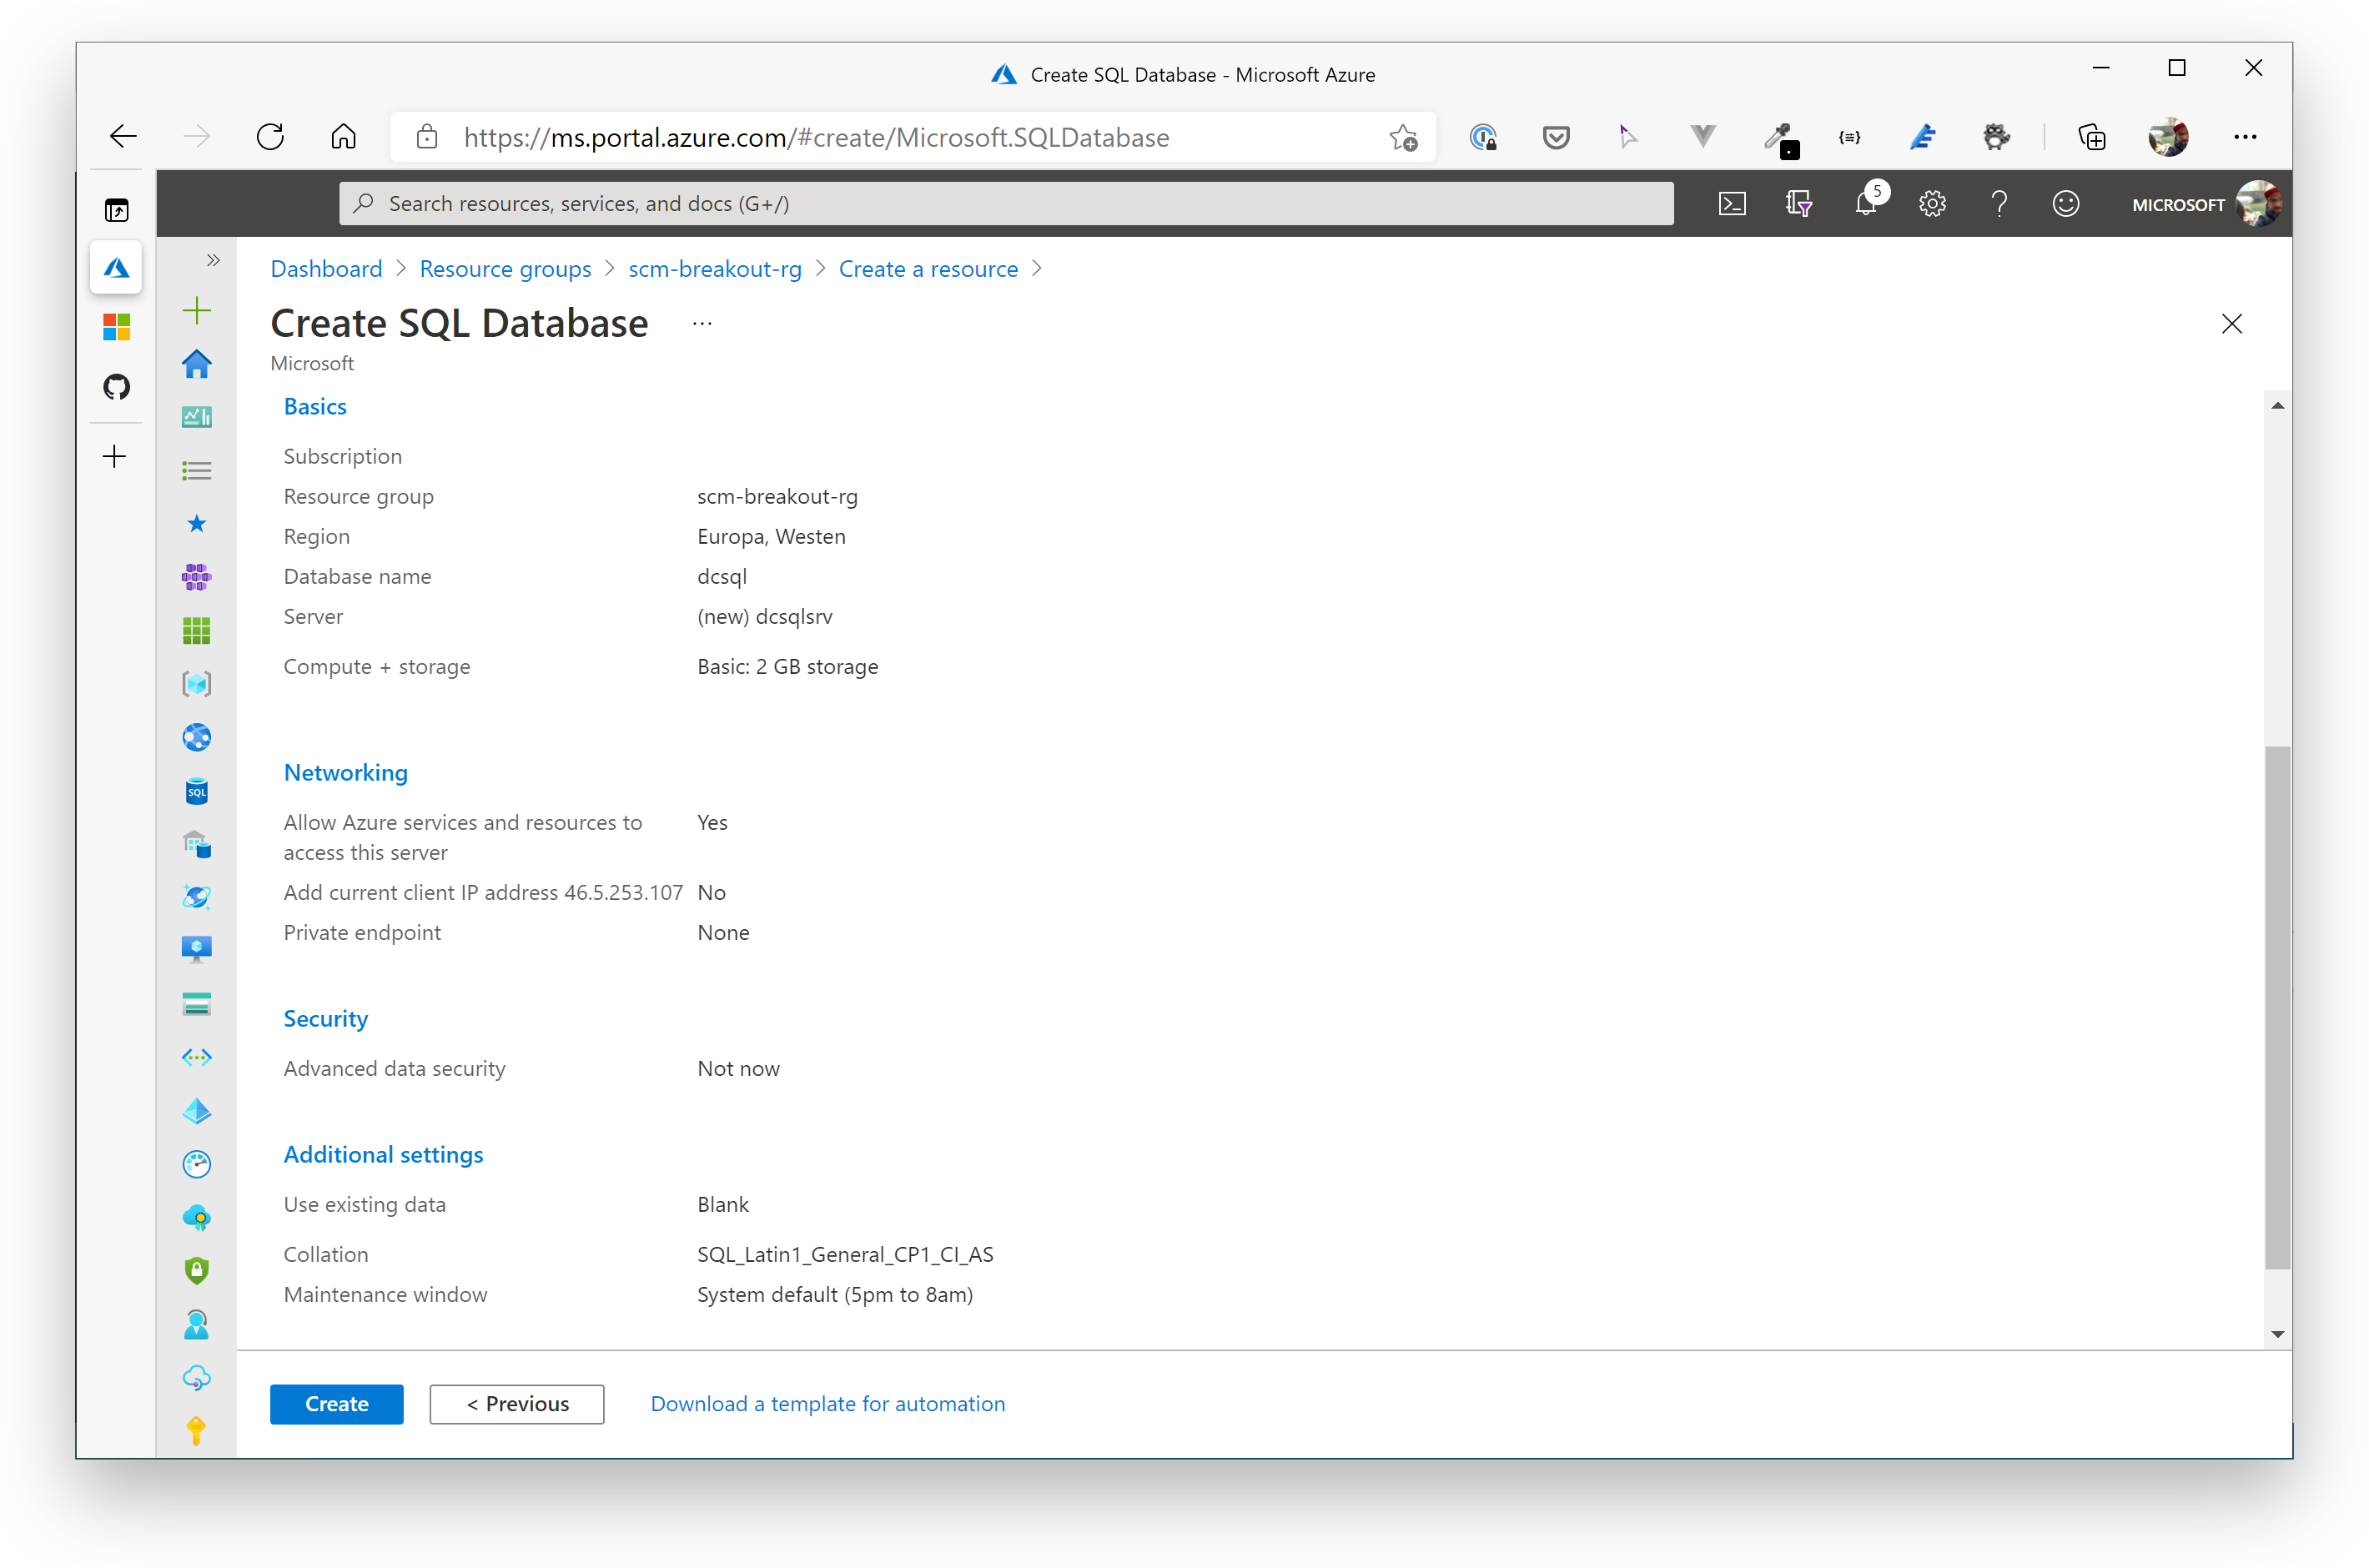 Create SQL Database - Microsoft Azure
https://ms.portal.azure.com/#create/Microsoft.SQLDatabase
Search resources, services, and docs (G+/)
5
MICROSOFT
Dashboard > Resource groups > scm-breakout-rg > Create a resource >
Create SQL Database ...
Microsoft
Basics
Subscription
Resource group scm-breakout-rg
Region Europa, Westen
Database name dcsql
Server (new) dcsqlsrv
Compute + storage Basic: 2 GB storage
Networking
Allow Azure services and resources to Yes
access this server
Add current client IP address 46.5.253.107 No
Private endpoint None
Security
Advanced data security Not now
Additional settings
Use existing data Blank
Collation SQL_Latin1_General_CP1_CI_AS
Maintenance window System default (5pm to 8am)
Create < Previous Download a template for automation
SQL